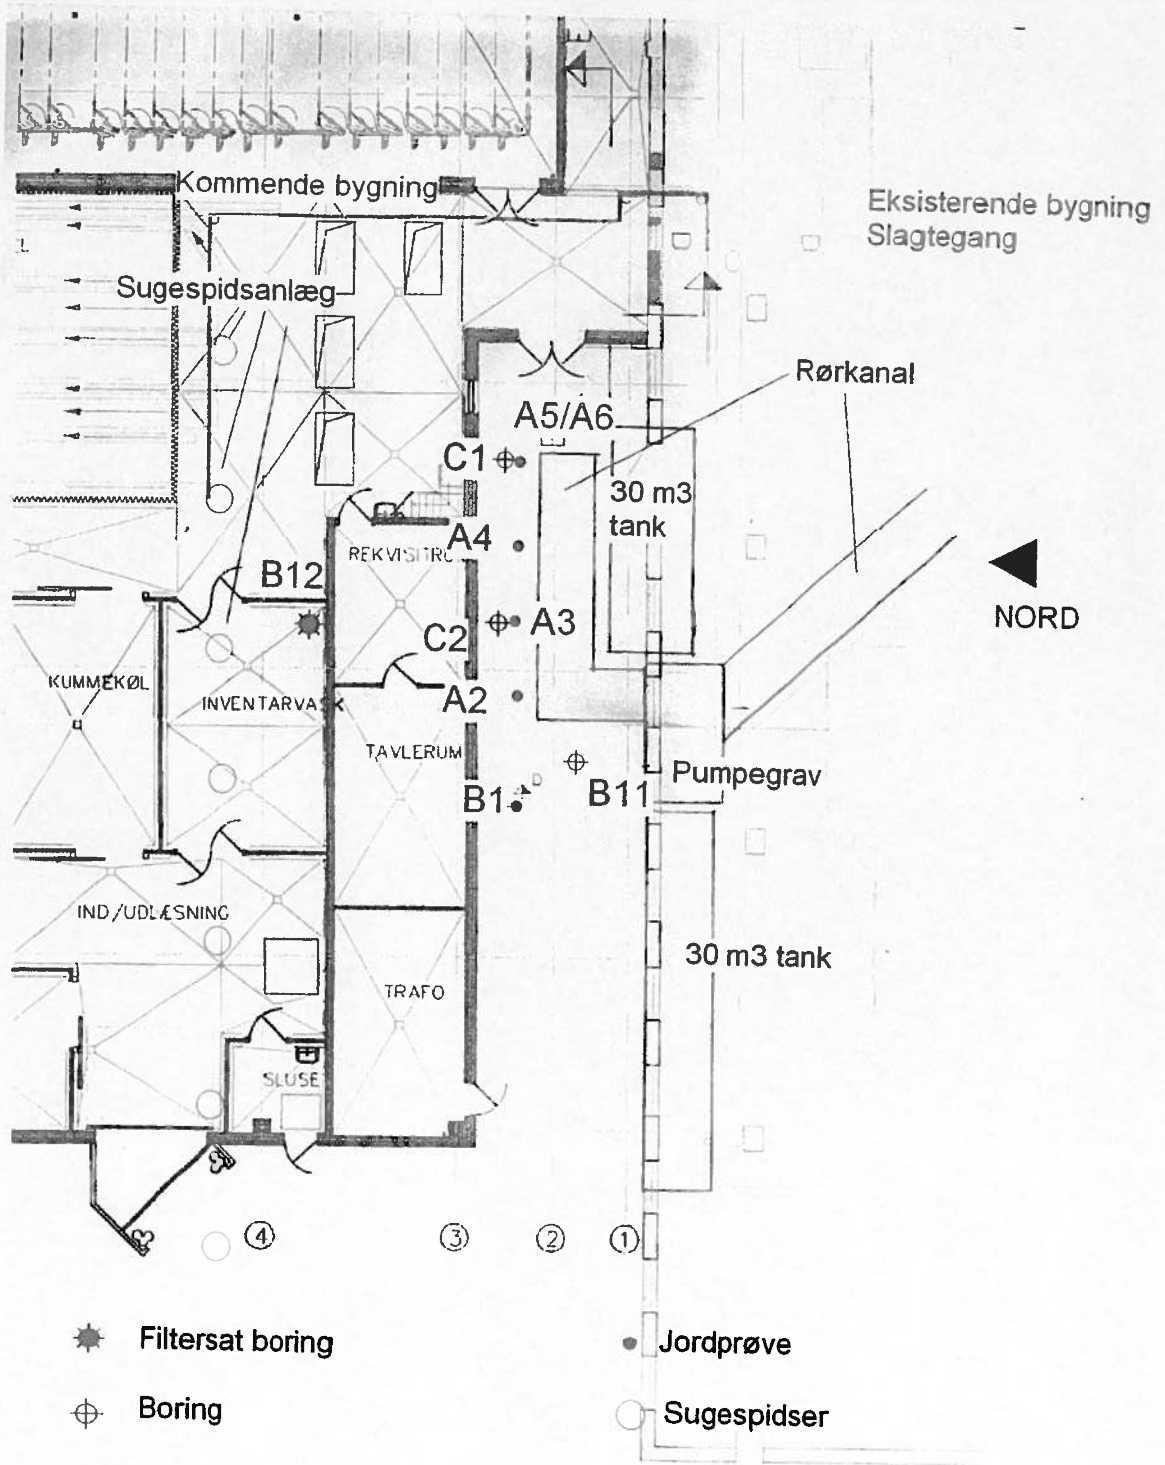 E
Kommende bygning
Eksisterende bygning
Slagtegang
L
Sugespidsanlæg
Rørkanal
A5/A6
C1
30 m3
tank
A4
REKVISITRU
B12
NORD
C2
A3
KUMMEKØL
INVENTARVASK
A2
TAVLERUM
Pumpegrav
B1
B11
D
IND/UDLÆSNING
30 m3 tank
TRAFO
SLUSE
4
3
2
1
Filtersat boring
Jordprøve
Boring
Sugespidser